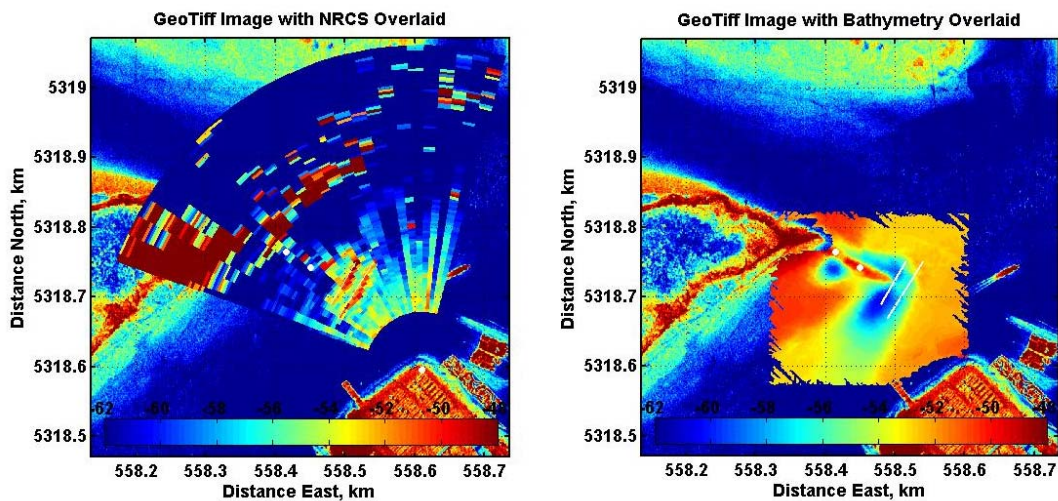 GeoTiff Image with NRCS Overlaid
5319
5318.9
5318.8
5318.7
5318.6
5318.5
Distance North, km
-62 -60 -58 -56 -54 -52 -50 -48
558.2 558.3 558.4 558.5 558.6 558.7
Distance East, km
GeoTiff Image with Bathymetry Overlaid
5319
5318.9
5318.8
5318.7
5318.6
5318.5
Distance North, km
-62 -60 -58 -56 -54 -52 -50 -48
558.2 558.3 558.4 558.5 558.6 558.7
Distance East, km